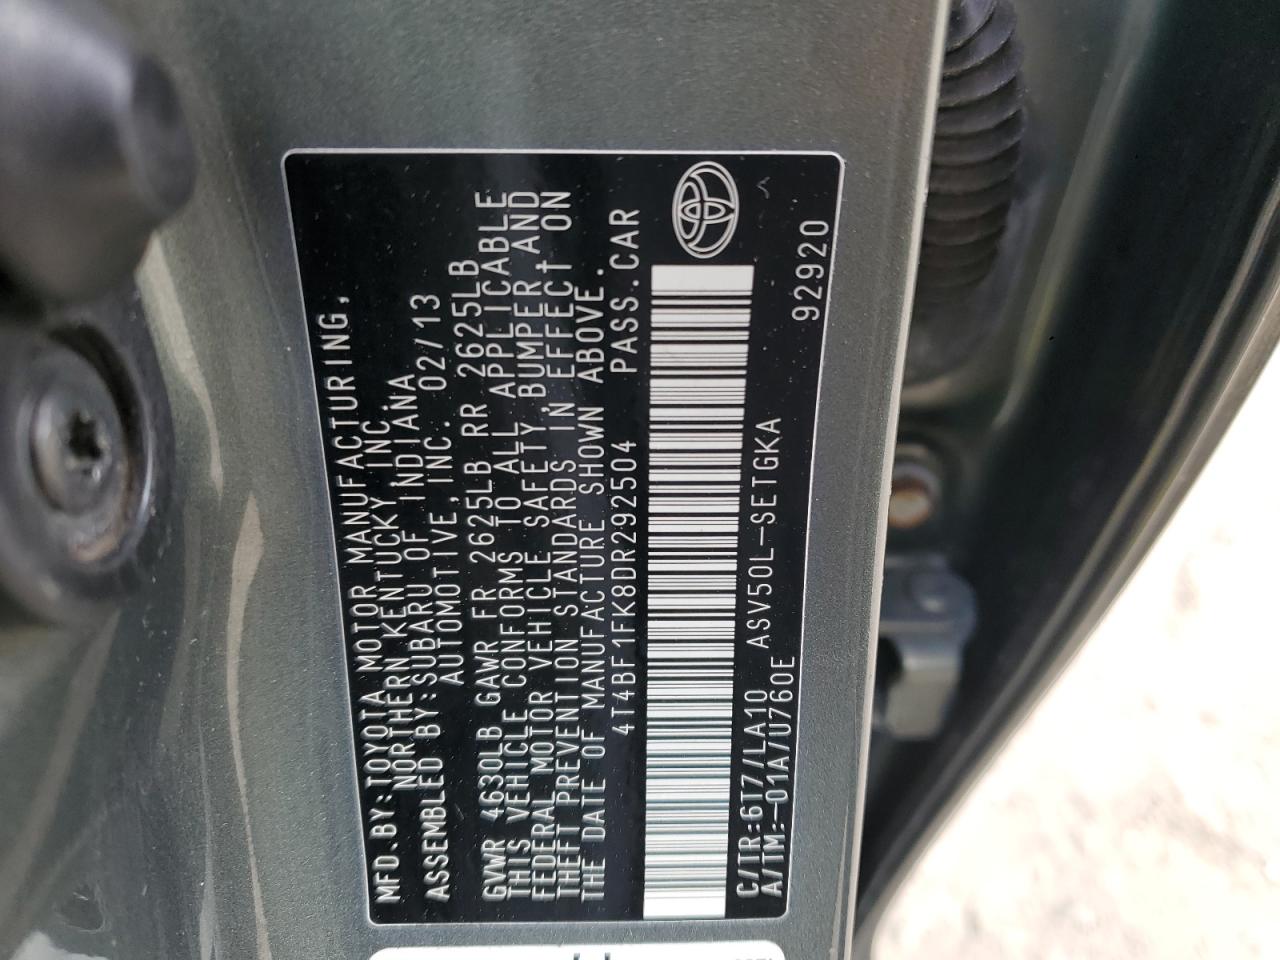 MFD.BY:TOYOTA MOTOR MANUFACTURING,
NORTHERN KENTUCKY,INC.
ASSEMBLED BY:SUBARU OF INDIANA
AUTOMOTIVE,INC. 02/13
GVWR 4630LB GAWR FR 2625LB RR 2625LB
THIS VEHICLE CONFORMS TO ALL APPLICABLE
FEDERAL MOTOR VEHICLE SAFETY,BUMPER,AND
THEFT PREVENTION STANDARDS IN EFFECT ON
THE DATE OF MANUFACTURE SHOWN ABOVE.
4T4BF1FK8DR292504 PASS.CAR
C/TR:6T7/LA10 ASV50L-SETGKA
A/TM:-01A/U760E 92920